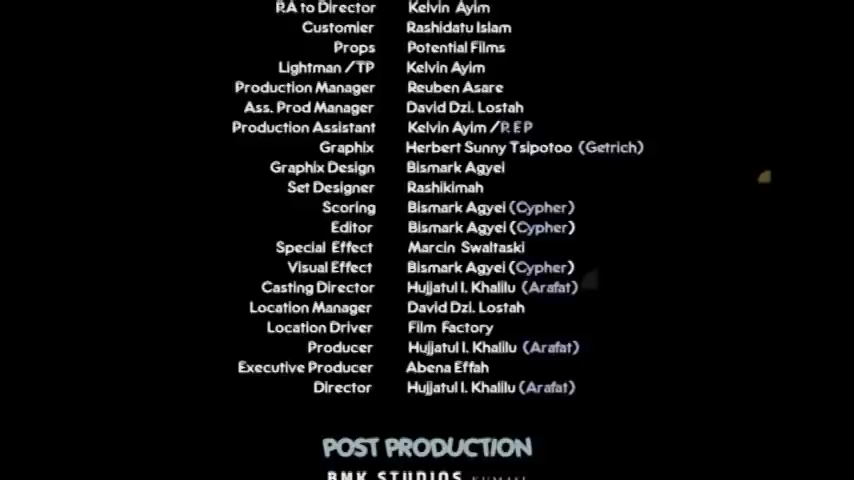 P.A to Director Kelvin Ayim
Customier Rashidatu Islam
Props Potential Films
Lightman /TP Kelvin Ayim
Production Manager Reuben Asare
Ass. Prod Manager David Dzi. Lostah
Production Assistant Kelvin Ayim /P.E P
Graphix Herbert Sunny Tsipotoo (Getrich)
Graphix Design Bismark Agyei
Set Designer Rashikimah
Scoring Bismark Agyei (Cypher)
Editor Bismark Agyei (Cypher)
Special Effect Marcin Swaltaski
Visual Effect Bismark Agyei (Cypher)
Casting Director Hujjatul I. Khalilu (Arafat)
Location Manager David Dzi. Lostah
Location Driver Film Factory
Producer Hujjatul I. Khalilu (Arafat)
Executive Producer Abena Effah
Director Hujjatul I. Khalilu (Arafat)
POST PRODUCTION
BMK STUDIOS